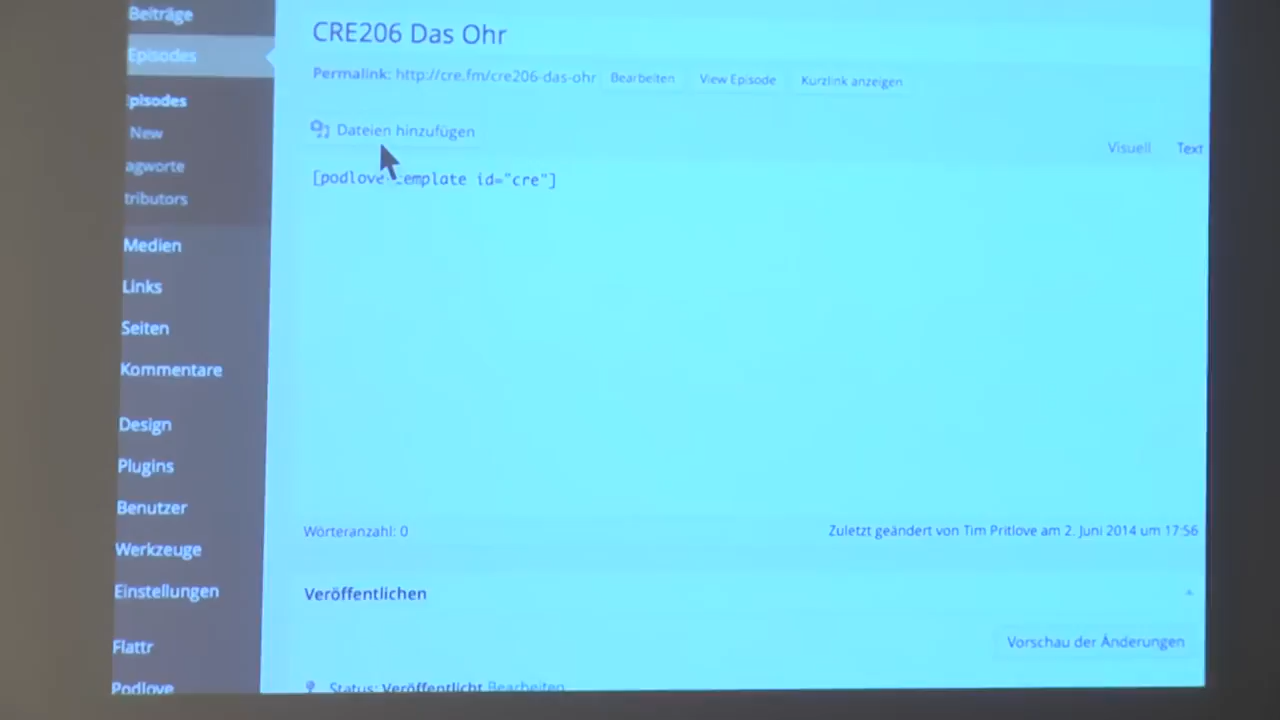 Beiträge
Episodes
pisodes
New
agworte
tributors
Medien
Links
Seiten
Kommentare
Design
Plugins
Benutzer
Werkzeuge
Einstellungen
Flattr
Podlove
CRE206 Das Ohr
Permalink: http://cre.fm/cre206-das-ohr Bearbeiten View Episode Kurzlink anzeigen
Dateien hinzufügen
Visuell Text
[podlove-template id="cre"]
Wörteranzahl: 0
Zuletzt geändert von Tim Pritlove am 2. Juni 2014 um 17:56
Veröffentlichen
Vorschau der Änderungen
Status: Veröffentlicht Bearbeiten